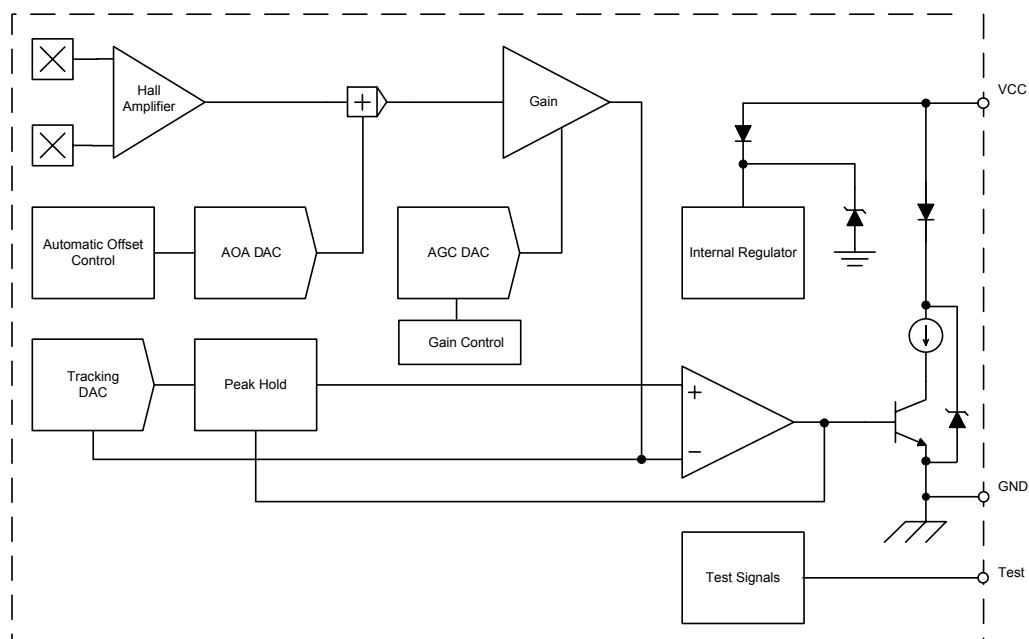 Hall
Amplifier
+
Gain
VCC
Automatic Offset
Control
AOA DAC
AGC DAC
Internal Regulator
Gain Control
Tracking
DAC
Peak Hold
+
−
GND
Test Signals
Test